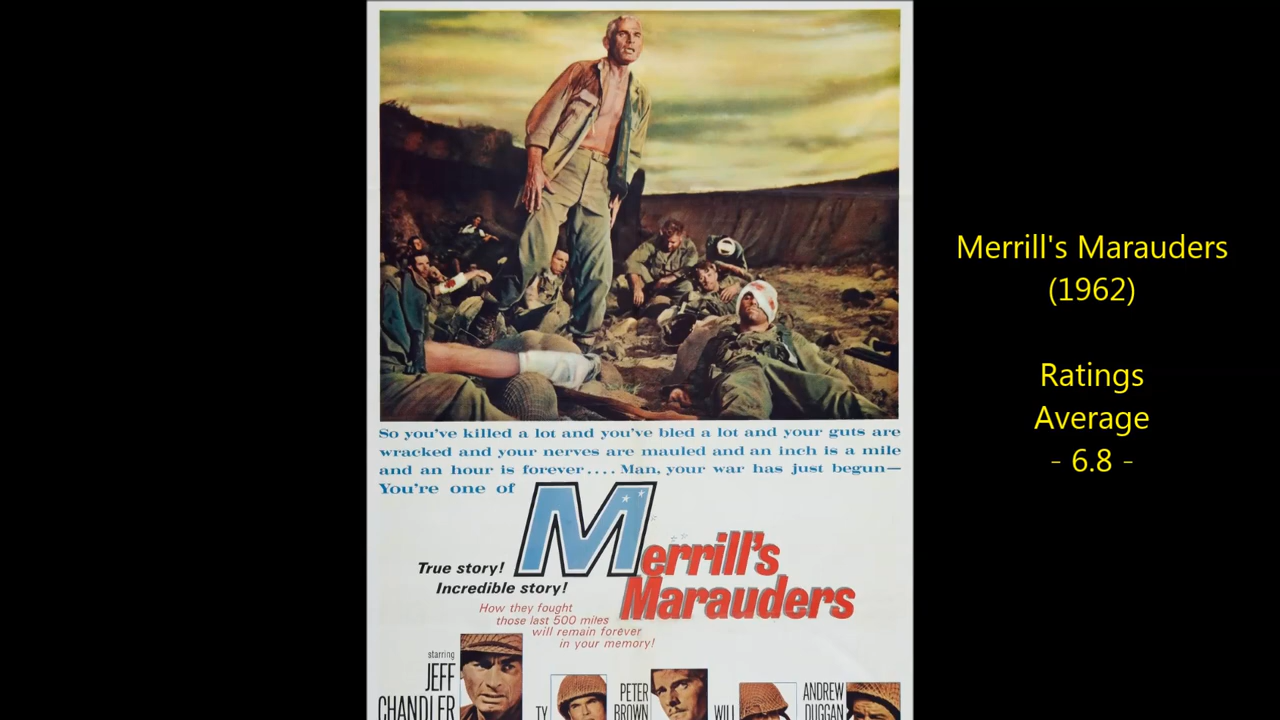 So you've killed a lot and you've bled a lot and your guts are
wracked and your nerves are mauled and an inch is a mile
and an hour is forever.... Man, your war has just begun—
You're one of
Merrill's
Marauders
True story!
Incredible story!
How they fought
those last 500 miles
will remain forever
in your memory!
starring
JEFF
CHANDLER
TY
PETER
BROWN
WILL
ANDREW
DUGGAN
Merrill's Marauders
(1962)
Ratings
Average
- 6.8 -